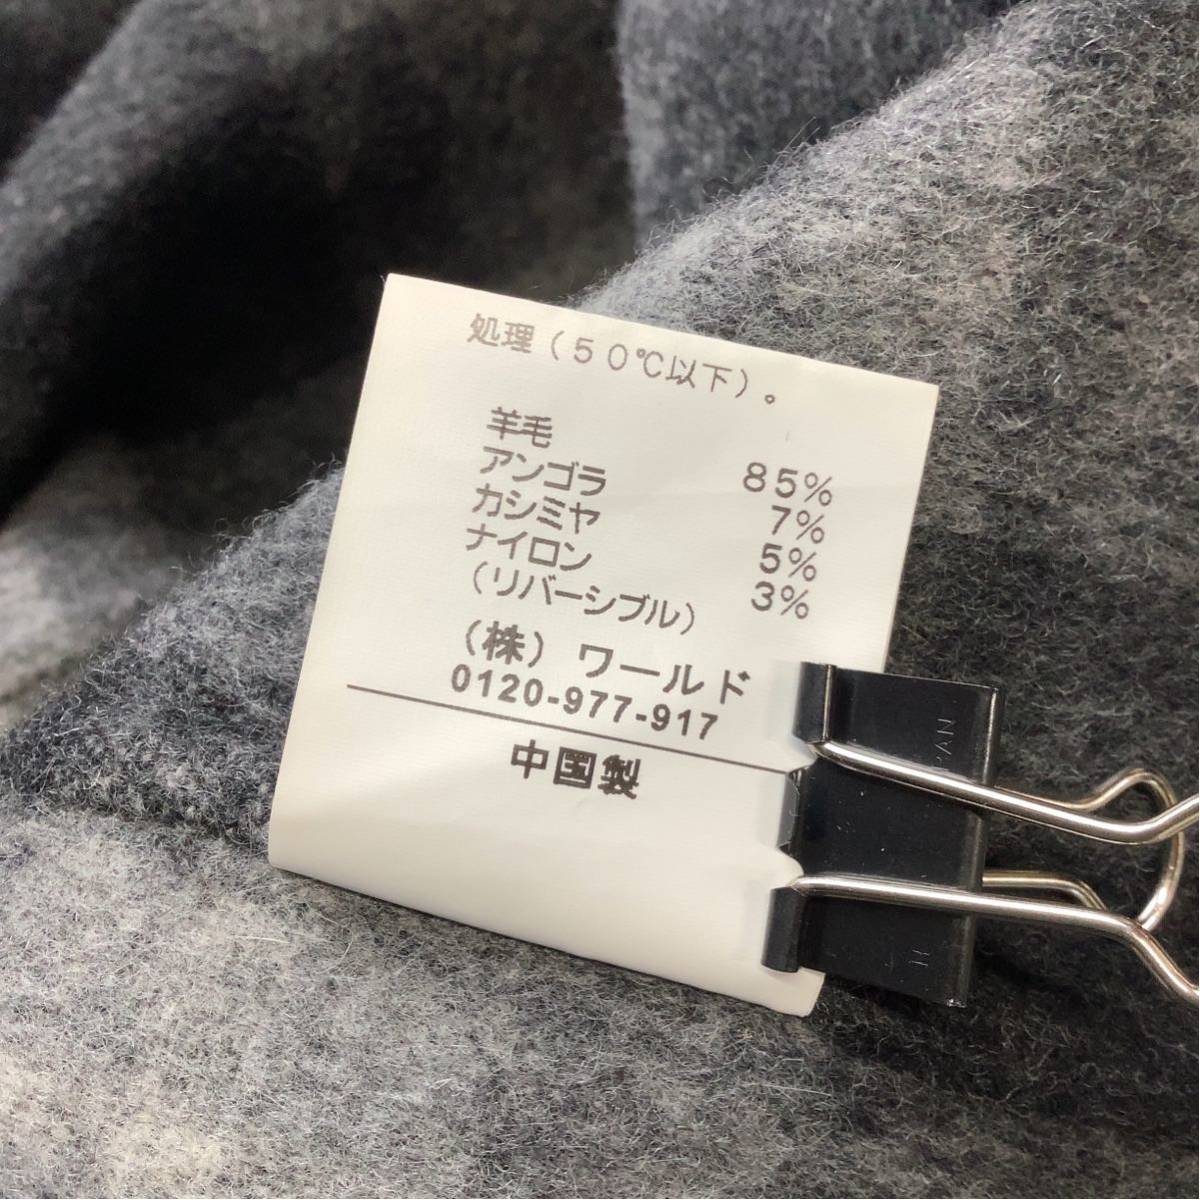 処理(50℃以下)。
羊毛 85%
アンゴラ 7%
カシミヤ 5%
ナイロン 3%
(リバーシブル)
(株)ワールド
0120-977-917
中国製